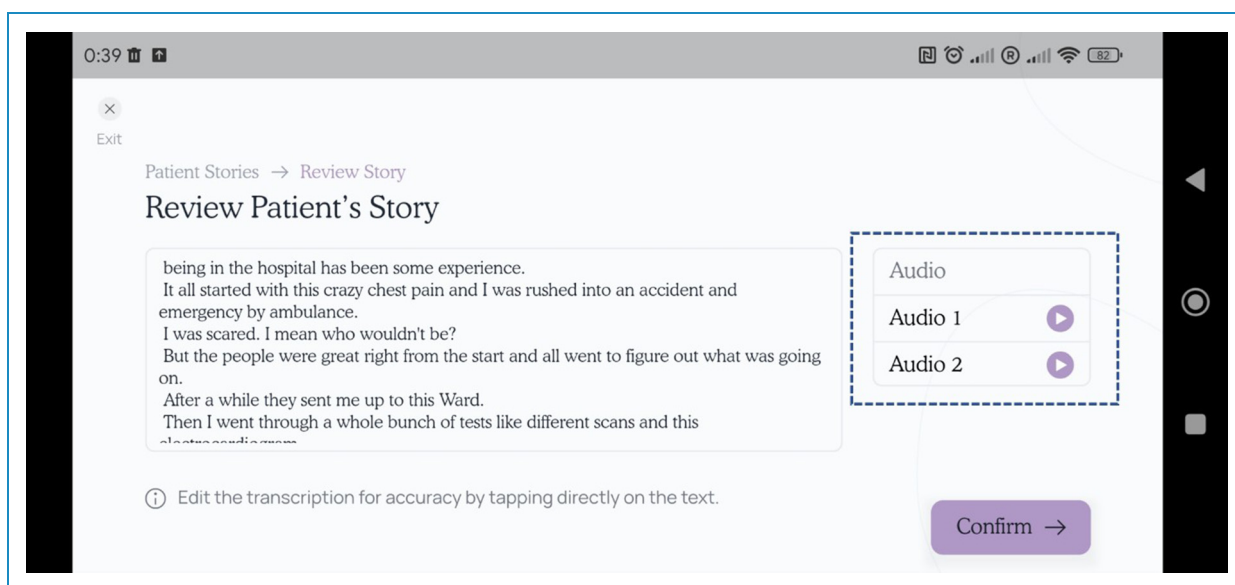 0:39
R
82
Exit
Patient Stories → Review Story
Review Patient's Story
being in the hospital has been some experience.
It all started with this crazy chest pain and I was rushed into an accident and
emergency by ambulance.
I was scared. I mean who wouldn't be?
But the people were great right from the start and all went to figure out what was going
on.
After a while they sent me up to this Ward.
Then I went through a whole bunch of tests like different scans and this
electrocardiogram
Audio
Audio 1
Audio 2
Edit the transcription for accuracy by tapping directly on the text.
Confirm →